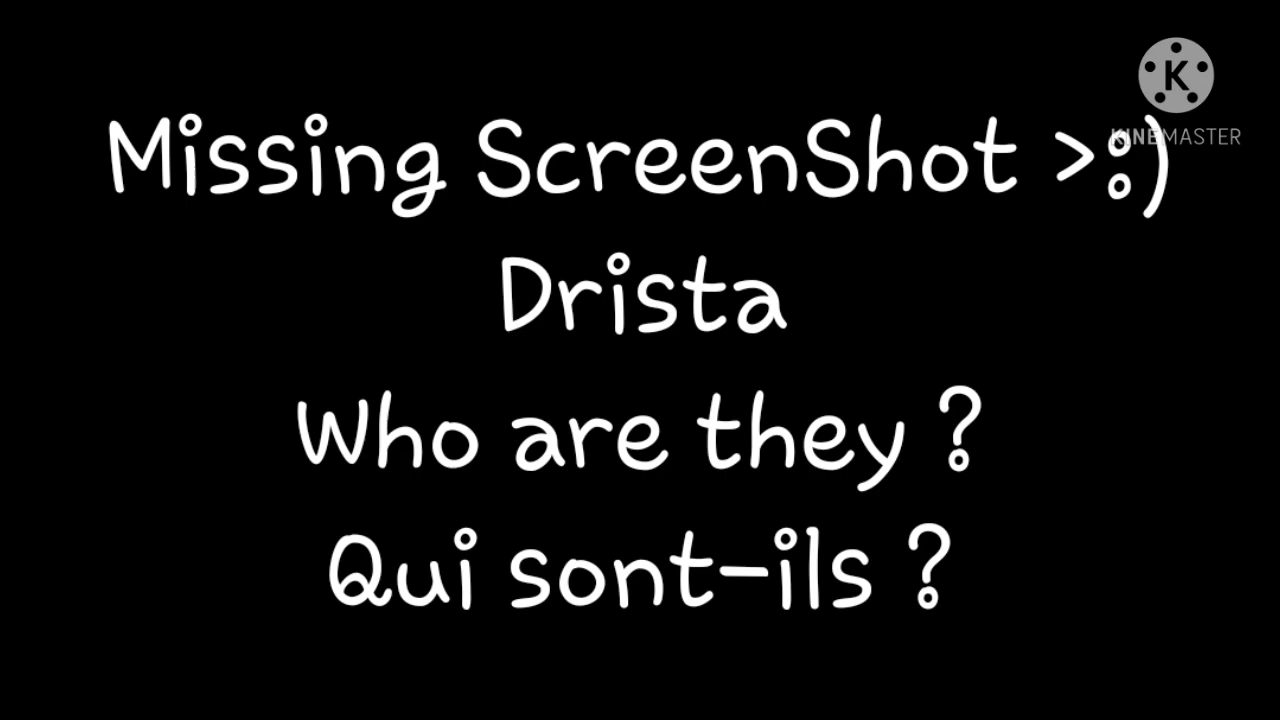 KINEMASTER
Missing ScreenShot >:)
Drista
Who are they ?
Qui sont-ils ?